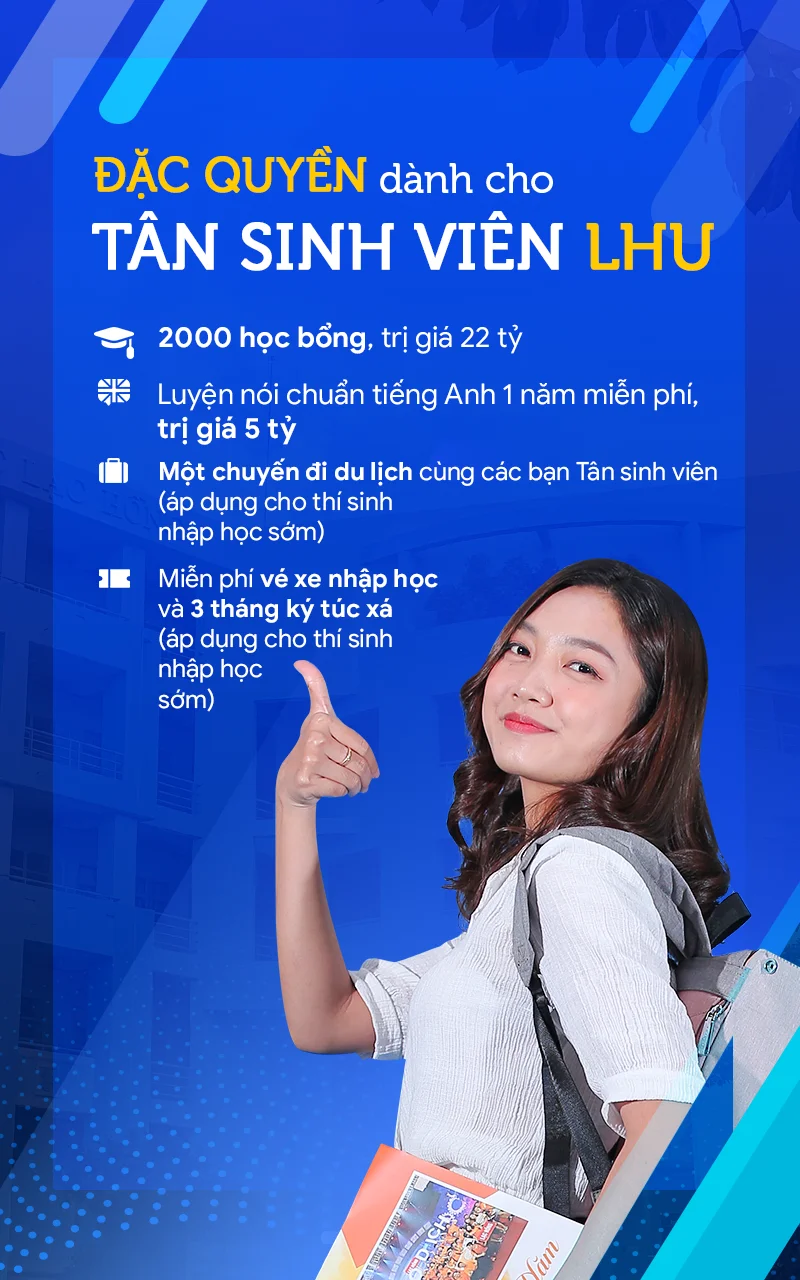 ĐẶC QUYỀN dành cho
TÂN SINH VIÊN LHU
2000 học bổng, trị giá 22 tỷ
Luyện nói chuẩn tiếng Anh 1 năm miễn phí,
trị giá 5 tỷ
Một chuyến đi du lịch cùng các bạn Tân sinh viên
(áp dụng cho thí sinh
nhập học sớm)
Miễn phí vé xe nhập học
và 3 tháng ký túc xá
(áp dụng cho thí sinh
nhập học
sớm)